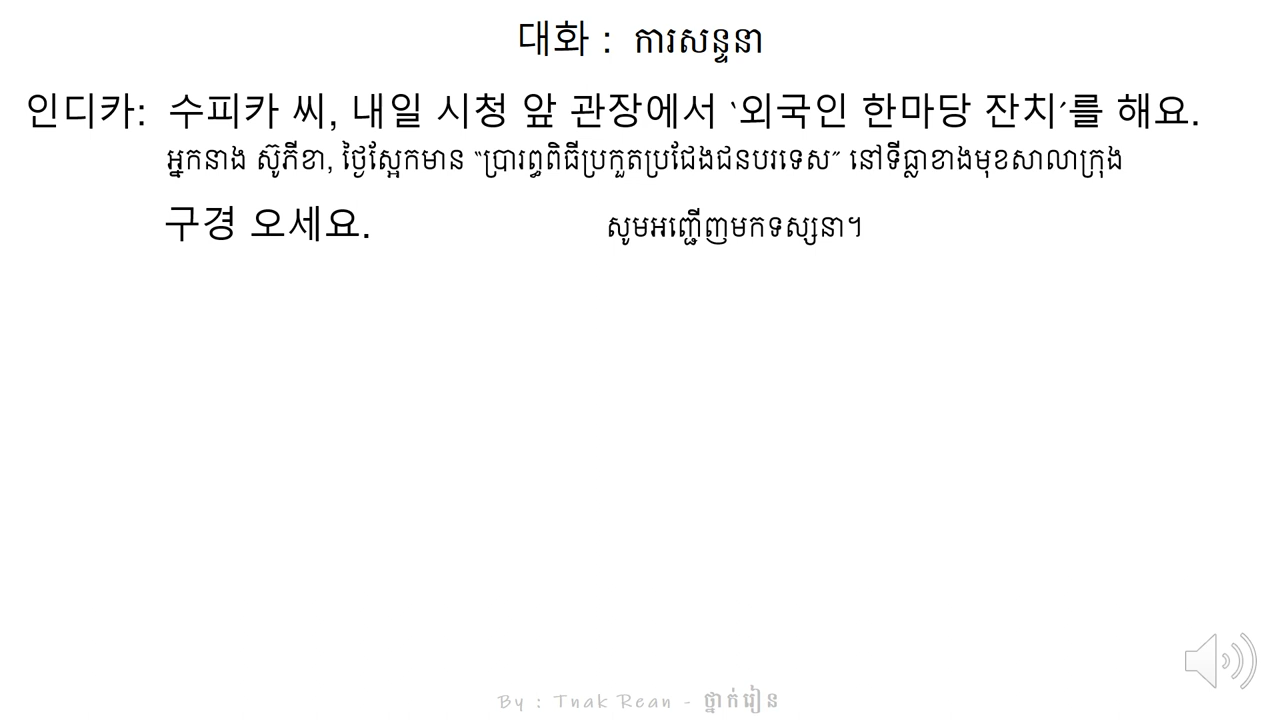 대화 : ការសន្ទនា
인디카: 수피카 씨, 내일 시청 앞 관장에서 ‵외국인 한마당 잔치′를 해요.
អ្នកនាង ស៊ូភីខា, ថ្ងៃស្អែកមាន ‶ប្រារព្ធពិធីប្រកួតប្រជែងជនបរទេស″ នៅទីធ្លាខាងមុខសាលាក្រុង
구경 오세요. សូមអញ្ជើញមកទស្សនា។
By : Tnak Rean - ថ្នាក់រៀន